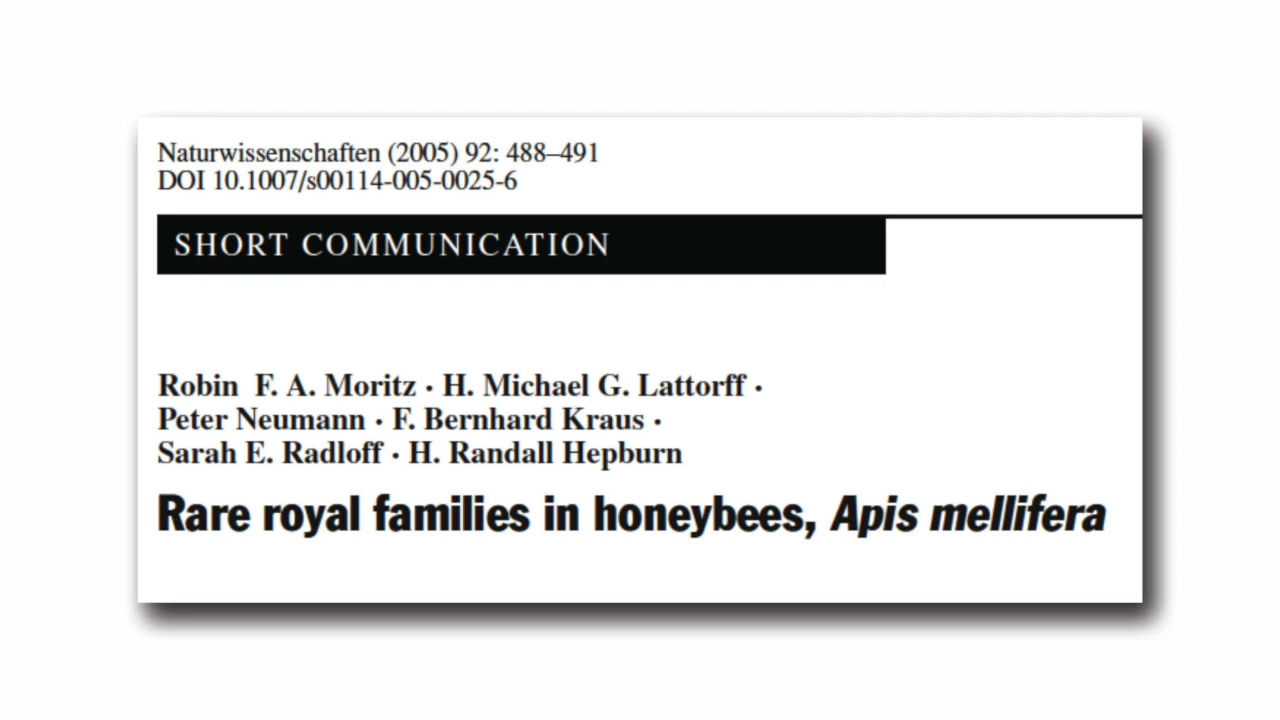 Naturwissenschaften (2005) 92: 488–491
DOI 10.1007/s00114-005-0025-6
SHORT COMMUNICATION
Robin F. A. Moritz · H. Michael G. Lattorff ·
Peter Neumann · F. Bernhard Kraus ·
Sarah E. Radloff · H. Randall Hepburn
Rare royal families in honeybees, Apis mellifera